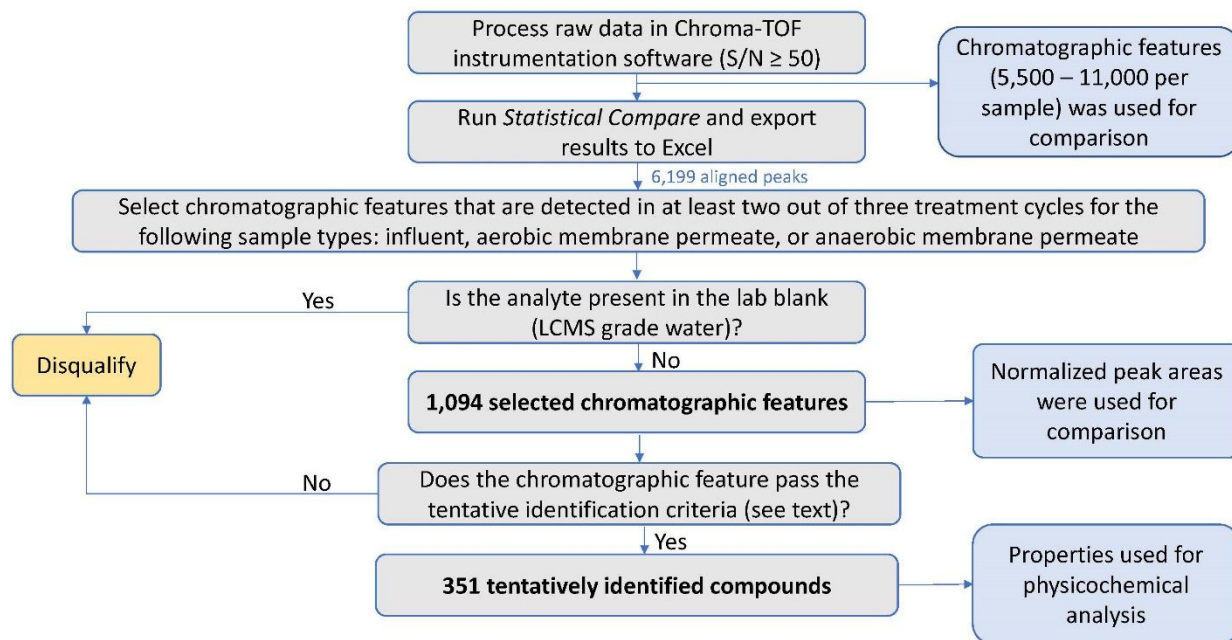 Process raw data in Chroma-TOF
instrumentation software (S/N ≥ 50)
Chromatographic features
(5,500 – 11,000 per
sample) was used for
comparison
Run Statistical Compare and export
results to Excel
6,199 aligned peaks
Select chromatographic features that are detected in at least two out of three treatment cycles for the
following sample types: influent, aerobic membrane permeate, or anaerobic membrane permeate
Yes
Is the analyte present in the lab blank
(LCMS grade water)?
Disqualify
No
1,094 selected chromatographic features
Normalized peak areas
were used for
comparison
No
Does the chromatographic feature pass the
tentative identification criteria (see text)?
Yes
351 tentatively identified compounds
Properties used for
physicochemical
analysis